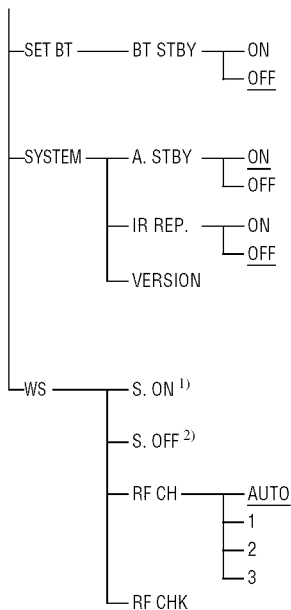 SET BT BT STBY ON
OFF
SYSTEM A. STBY ON
OFF
IR REP. ON
OFF
VERSION
WS S. ON 1)
S. OFF 2)
RF CH AUTO
1
2
3
RF CHK